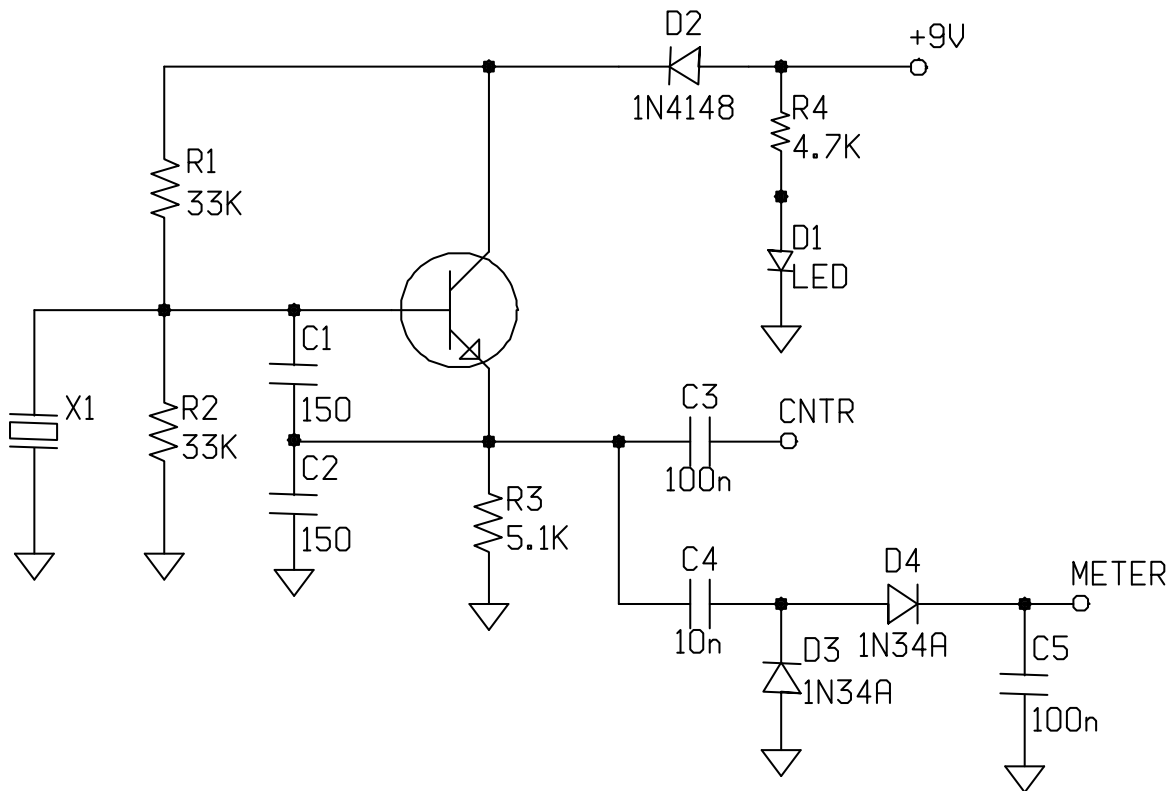 D2
+9V
1N4148
R4
4.7K
R1
33K
D1
LED
C1
X1
R2
33K
150
C3
CNTR
C2
100n
R3
5.1K
150
C4
D4
METER
10n
D3
1N34A
C5
1N34A
100n